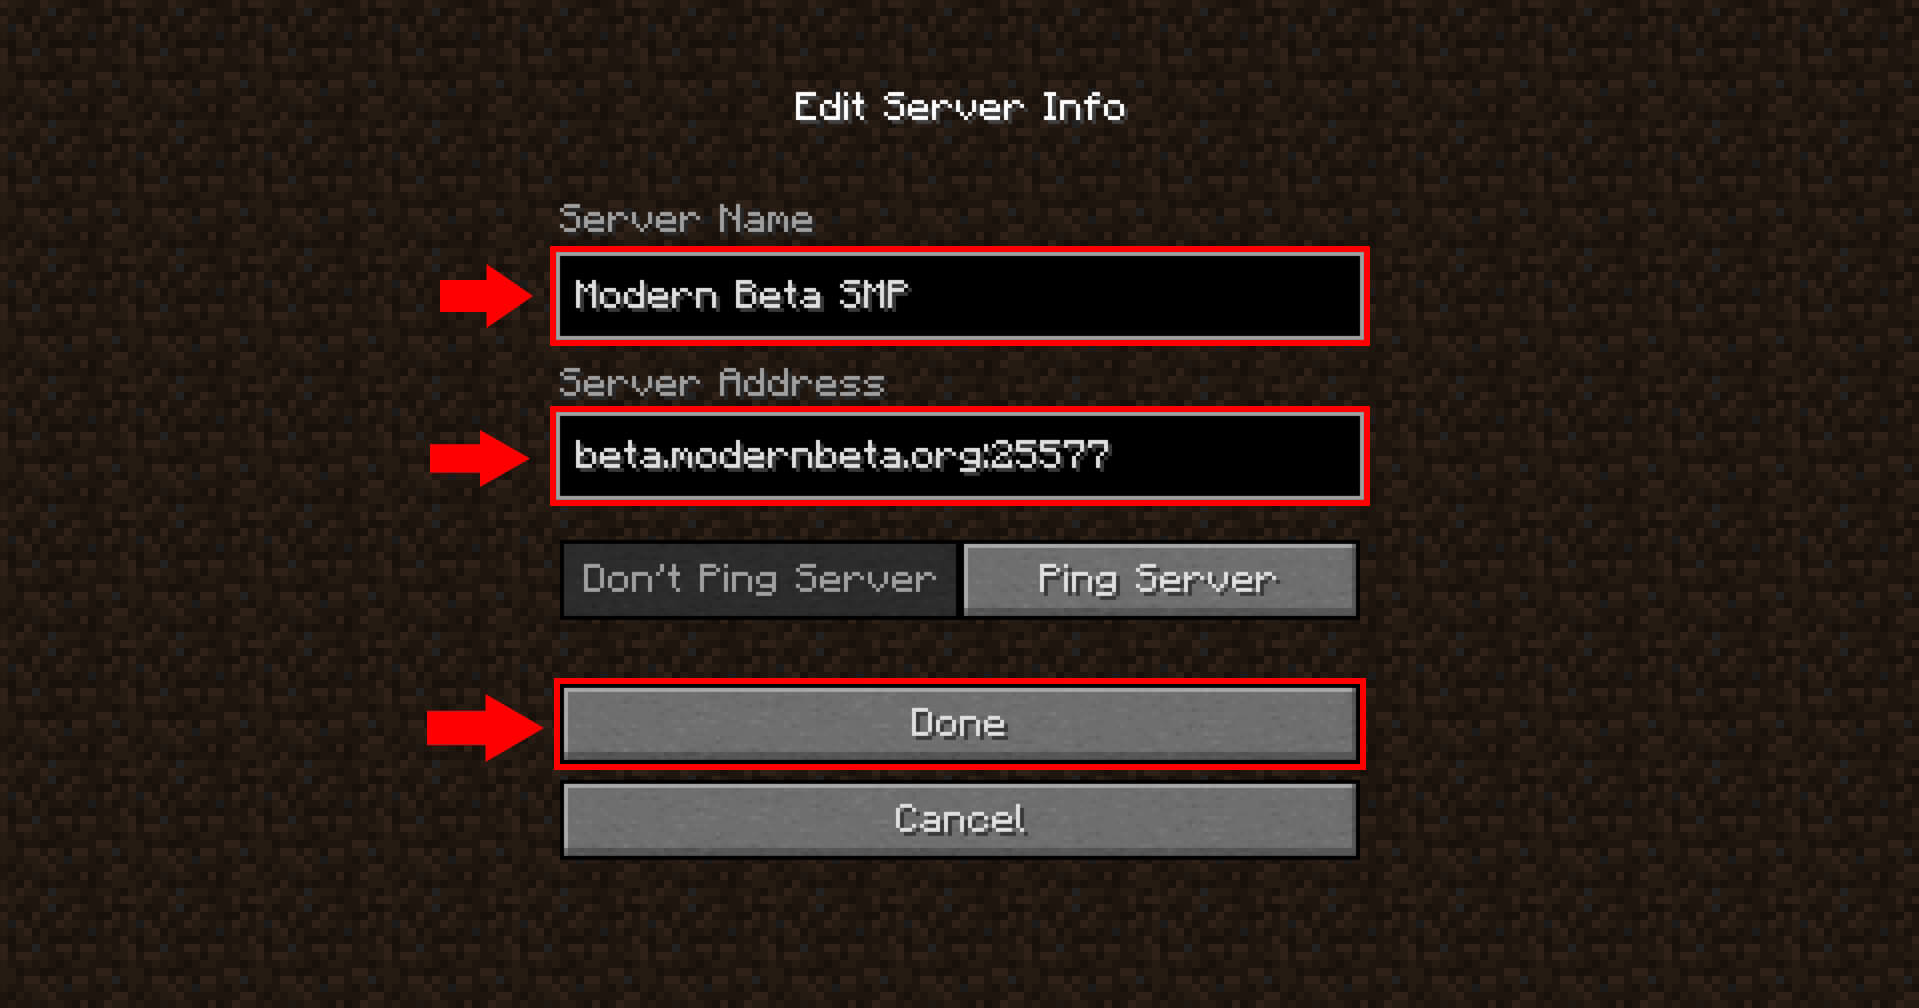 Edit Server Info
Server Name
Modern Beta SMP
Server Address
beta.modernbeta.org:25577
Don't Ping Server
Ping Server
Done
Cancel